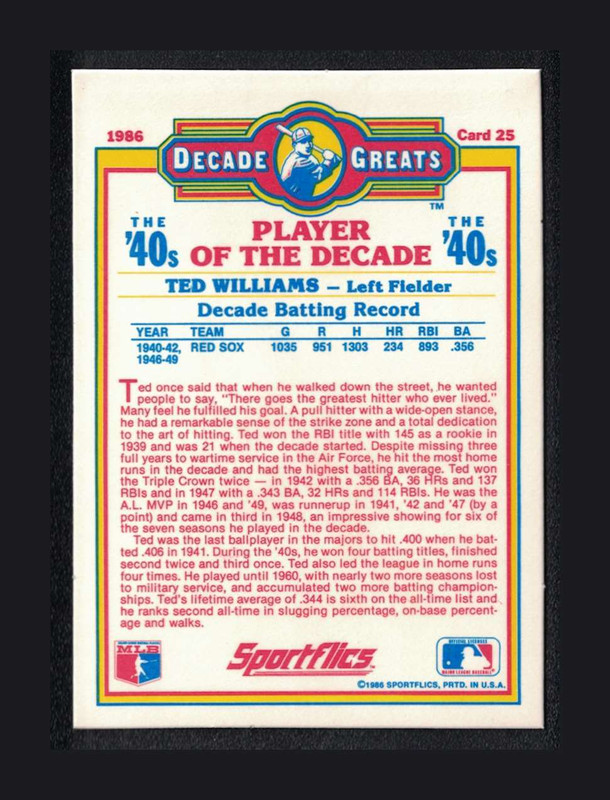 1986
Card 25
DECADE GREATS
TM
THE '40s
PLAYER OF THE DECADE
THE '40s
TED WILLIAMS – Left Fielder
Decade Batting Record
YEAR TEAM G R H HR RBI BA
1940-42, RED SOX 1035 951 1303 234 893 .356
1946-49
Ted once said that when he walked down the street, he wanted
people to say, "There goes the greatest hitter who ever lived."
Many feel he fulfilled his goal. A pull hitter with a wide-open stance,
he had a remarkable sense of the strike zone and a total dedication
to the art of hitting. Ted won the RBI title with 145 as a rookie in
1939 and was 21 when the decade started. Despite missing three
full years to wartime service in the Air Force, he hit the most home
runs in the decade and had the highest batting average. Ted won
the Triple Crown twice — in 1942 with a .356 BA, 36 HRs and 137
RBIs and in 1947 with a .343 BA, 32 HRs and 114 RBIs. He was the
A.L. MVP in 1946 and '49, was runnerup in 1941, '42 and '47 (by a
point) and came in third in 1948, an impressive showing for six of
the seven seasons he played in the decade.
Ted was the last ballplayer in the majors to hit .400 when he bat-
ted .406 in 1941. During the '40s, he won four batting titles, finished
second twice and third once. Ted also led the league in home runs
four times. He played until 1960, with nearly two more seasons lost
to military service, and accumulated two more batting champion-
ships. Ted's lifetime average of .344 is sixth on the all-time list and
he ranks second all-time in slugging percentage, on-base percent-
age and walks.
MLB
Sportflics
©1986 SPORTFLICS, PRTD. IN U.S.A.